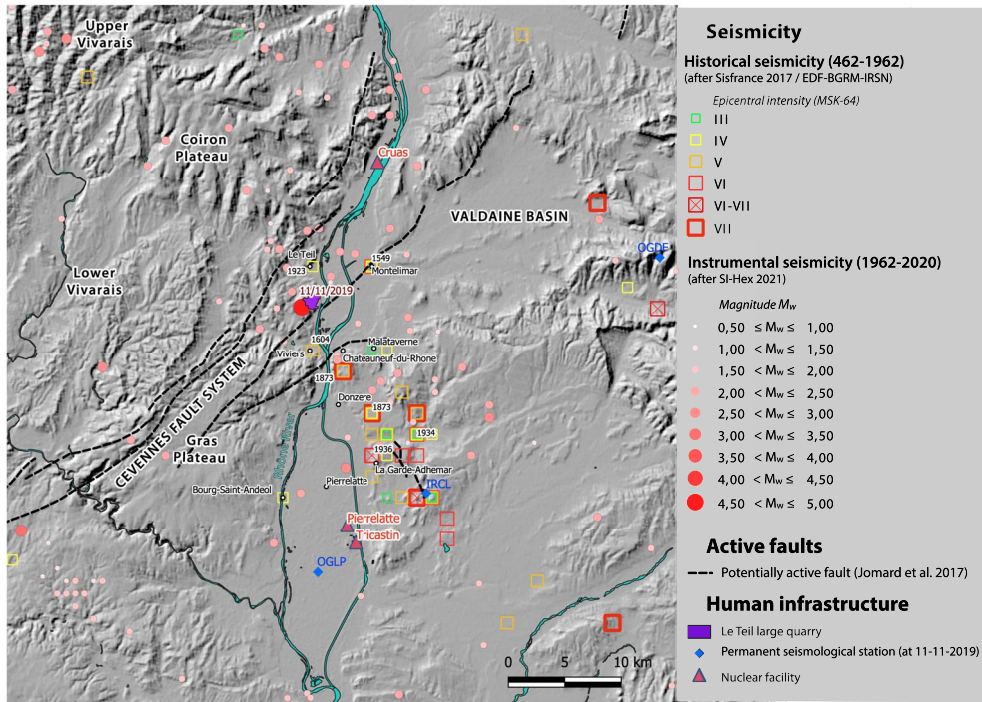 Upper
Vivarais
Coiron
Plateau
Cruas
VALDAINE BASIN
OGDF
Le Teil
1923
1549
Montelimar
11/11/2019
Lower
Vivarais
1604
Viviers
Malataverne
Chateauneuf-du-Rhone
1873
Donzere
1873
1934
1936
La Garde-Adhemar
CEVENNES FAULT SYSTEM
Gras
Plateau
Rhône River
Bourg-Saint-Andeol
Pierrelatte
IRCL
Pierrelatte
Tricastin
OGLP
0 5 10 km
Seismicity
Historical seismicity (462-1962)
(after Sisfrance 2017 / EDF-BGRM-IRSN)
Epicentral intensity (MSK-64)
III
IV
V
VI
VI-VII
VII
Instrumental seismicity (1962-2020)
(after SI-Hex 2021)
Magnitude Mw
0,50 ≤ Mw ≤ 1,00
1,00 < Mw ≤ 1,50
1,50 < Mw ≤ 2,00
2,00 < Mw ≤ 2,50
2,50 < Mw ≤ 3,00
3,00 < Mw ≤ 3,50
3,50 < Mw ≤ 4,00
4,00 < Mw ≤ 4,50
4,50 < Mw ≤ 5,00
Active faults
Potentially active fault (Jomard et al. 2017)
Human infrastructure
Le Teil large quarry
Permanent seismological station (at 11-11-2019)
Nuclear facility